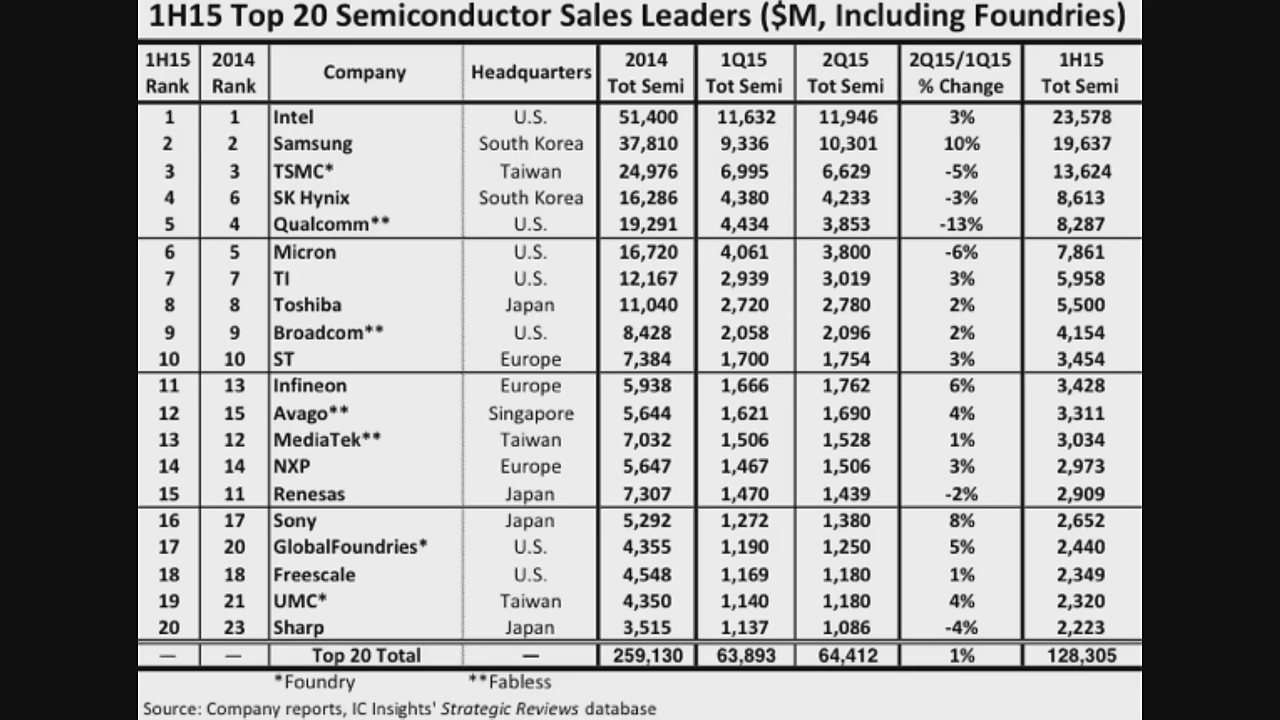 1H15 Top 20 Semiconductor Sales Leaders ($M, Including Foundries)
1H15 Rank 2014 Rank Company Headquarters 2014 Tot Semi 1Q15 Tot Semi 2Q15 Tot Semi 2Q15/1Q15 % Change 1H15 Tot Semi
1 1 Intel U.S. 51,400 11,632 11,946 3% 23,578
2 2 Samsung South Korea 37,810 9,336 10,301 10% 19,637
3 3 TSMC* Taiwan 24,976 6,995 6,629 -5% 13,624
4 6 SK Hynix South Korea 16,286 4,380 4,233 -3% 8,613
5 4 Qualcomm** U.S. 19,291 4,434 3,853 -13% 8,287
6 5 Micron U.S. 16,720 4,061 3,800 -6% 7,861
7 7 TI U.S. 12,167 2,939 3,019 3% 5,958
8 8 Toshiba Japan 11,040 2,720 2,780 2% 5,500
9 9 Broadcom** U.S. 8,428 2,058 2,096 2% 4,154
10 10 ST Europe 7,384 1,700 1,754 3% 3,454
11 13 Infineon Europe 5,938 1,666 1,762 6% 3,428
12 15 Avago** Singapore 5,644 1,621 1,690 4% 3,311
13 12 MediaTek** Taiwan 7,032 1,506 1,528 1% 3,034
14 14 NXP Europe 5,647 1,467 1,506 3% 2,973
15 11 Renesas Japan 7,307 1,470 1,439 -2% 2,909
16 17 Sony Japan 5,292 1,272 1,380 8% 2,652
17 20 GlobalFoundries* U.S. 4,355 1,190 1,250 5% 2,440
18 18 Freescale U.S. 4,548 1,169 1,180 1% 2,349
19 21 UMC* Taiwan 4,350 1,140 1,180 4% 2,320
20 23 Sharp Japan 3,515 1,137 1,086 -4% 2,223
— — Top 20 Total — 259,130 63,893 64,412 1% 128,305
*Foundry **Fabless
Source: Company reports, IC Insights' Strategic Reviews database